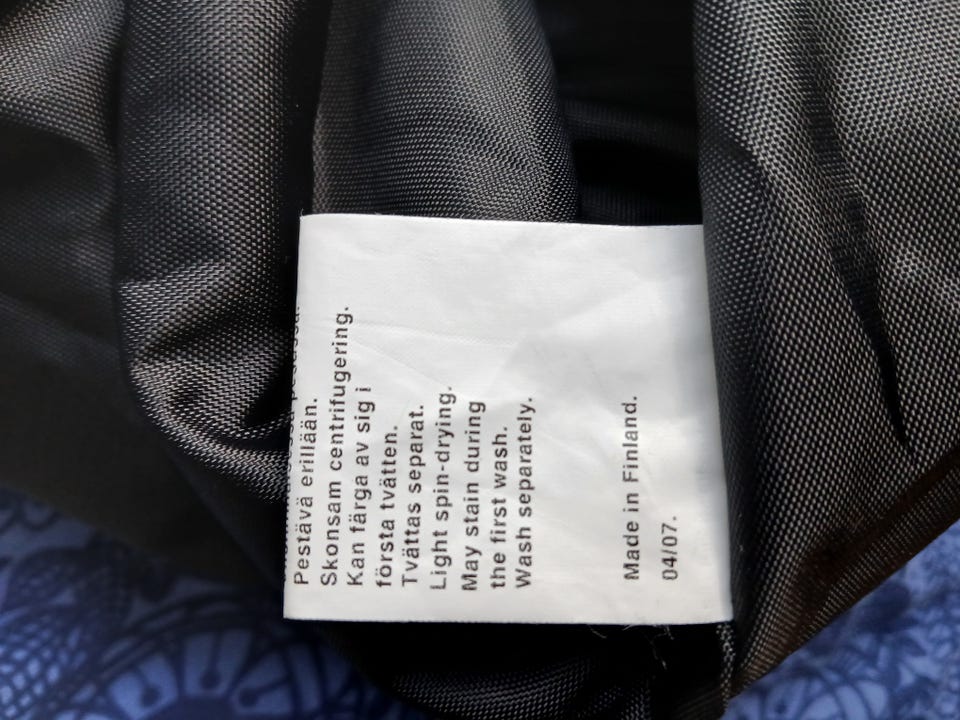 Pestävä erillään.
Skonsam centrifugering.
Kan färga av sig i
första tvätten.
Tvättas separat.
Light spin-drying.
May stain during
the first wash.
Wash separately.
Made in Finland.
04/07.